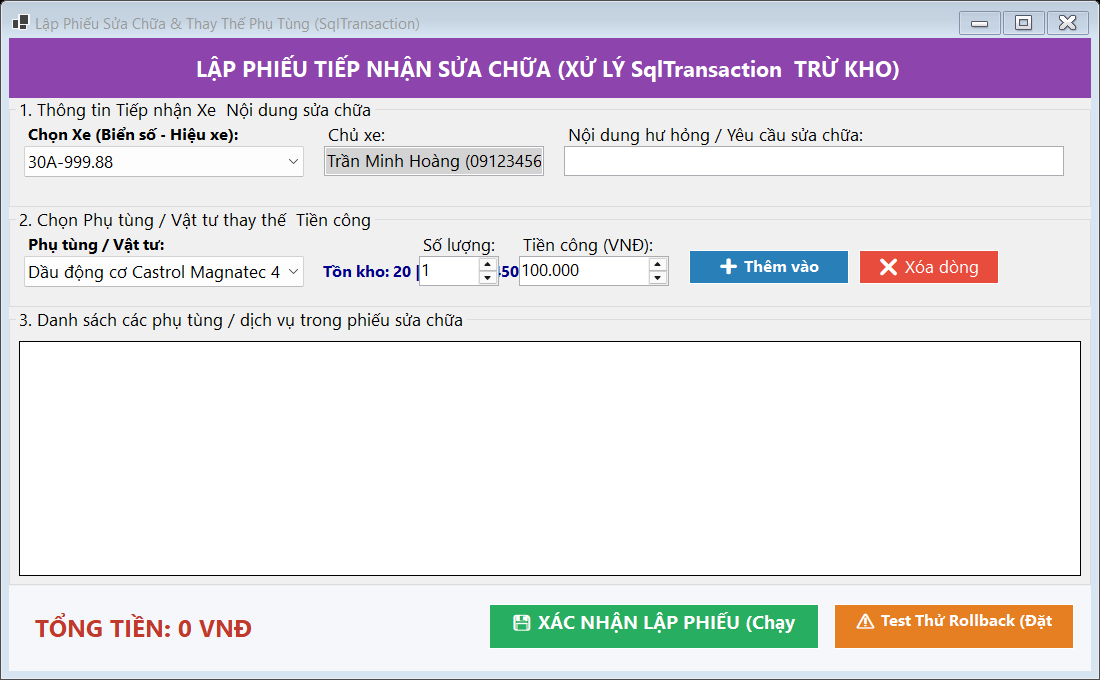 Lập Phiếu Sửa Chữa & Thay Thế Phụ Tùng (SqlTransaction)
LẬP PHIẾU TIẾP NHẬN SỬA CHỮA (XỬ LÝ SqlTransaction  TRỪ KHO)
1. Thông tin Tiếp nhận Xe  Nội dung sửa chữa
Chọn Xe (Biển số - Hiệu xe):
Chủ xe:
Nội dung hư hỏng / Yêu cầu sửa chữa:
30A-999.88
Trần Minh Hoàng (09123456
2. Chọn Phụ tùng / Vật tư thay thế  Tiền công
Phụ tùng / Vật tư:
Số lượng:
Tiền công (VNĐ):
Dầu động cơ Castrol Magnatec 4
Tồn kho: 20 |
1
450
100.000
Thêm vào
Xóa dòng
3. Danh sách các phụ tùng / dịch vụ trong phiếu sửa chữa
TỔNG TIỀN: 0 VNĐ
XÁC NHẬN LẬP PHIẾU (Chạy
Test Thử Rollback (Đặt